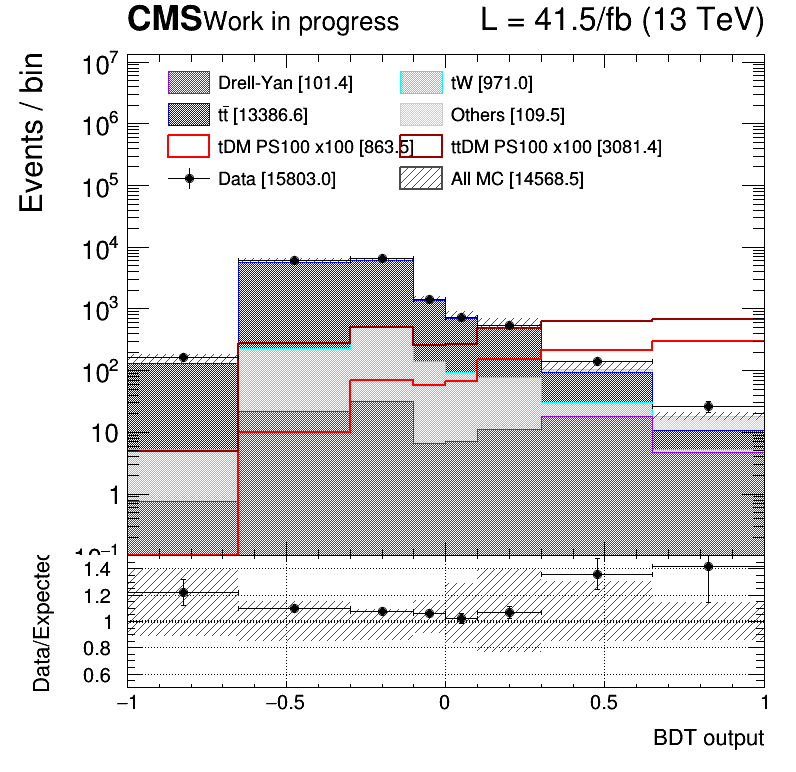 CMS Work in progress L = 41.5/fb (13 TeV)
Events / bin
Drell-Yan [101.4] tW [971.0]
tt̄ [13386.6] Others [109.5]
tDM PS100 x100 [863.5] ttDM PS100 x100 [3081.4]
Data [15803.0] All MC [14568.5]
10⁷
10⁶
10⁵
10⁴
10³
10²
10
1
10⁻¹
Data/Expected
1.4
1.2
1
0.8
0.6
−1 −0.5 0 0.5 1
BDT output